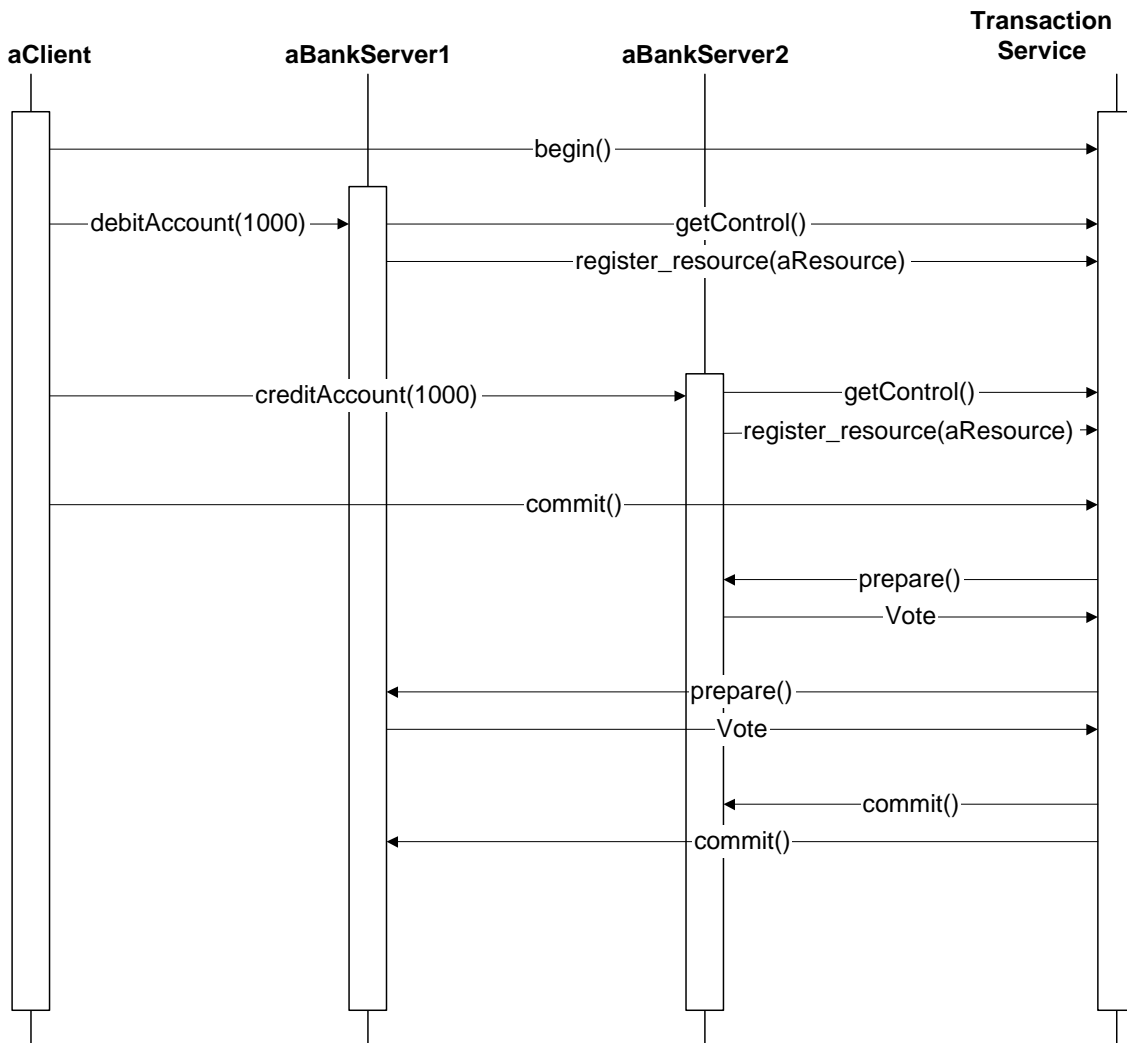 Transaction
Service
aClient
aBankServer1
aBankServer2
begin()
debitAccount(1000)
getControl()
register_resource(aResource)
creditAccount(1000)
getControl()
register_resource(aResource)
commit()
prepare()
Vote
prepare()
Vote
commit()
commit()